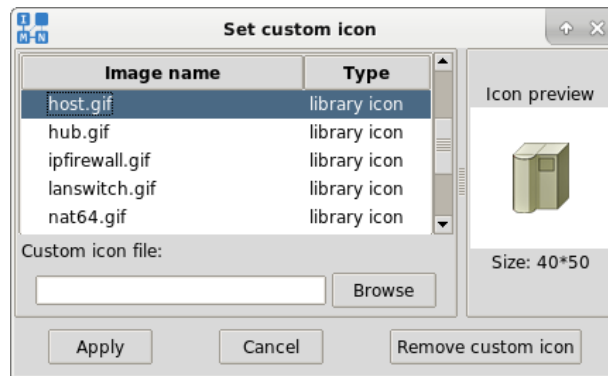 I
M-N
Set custom icon
Image name Type
host.gif library icon
hub.gif library icon
ipfirewall.gif library icon
lanswitch.gif library icon
nat64.gif library icon
Custom icon file:
Browse
Icon preview
Size: 40*50
Apply Cancel Remove custom icon